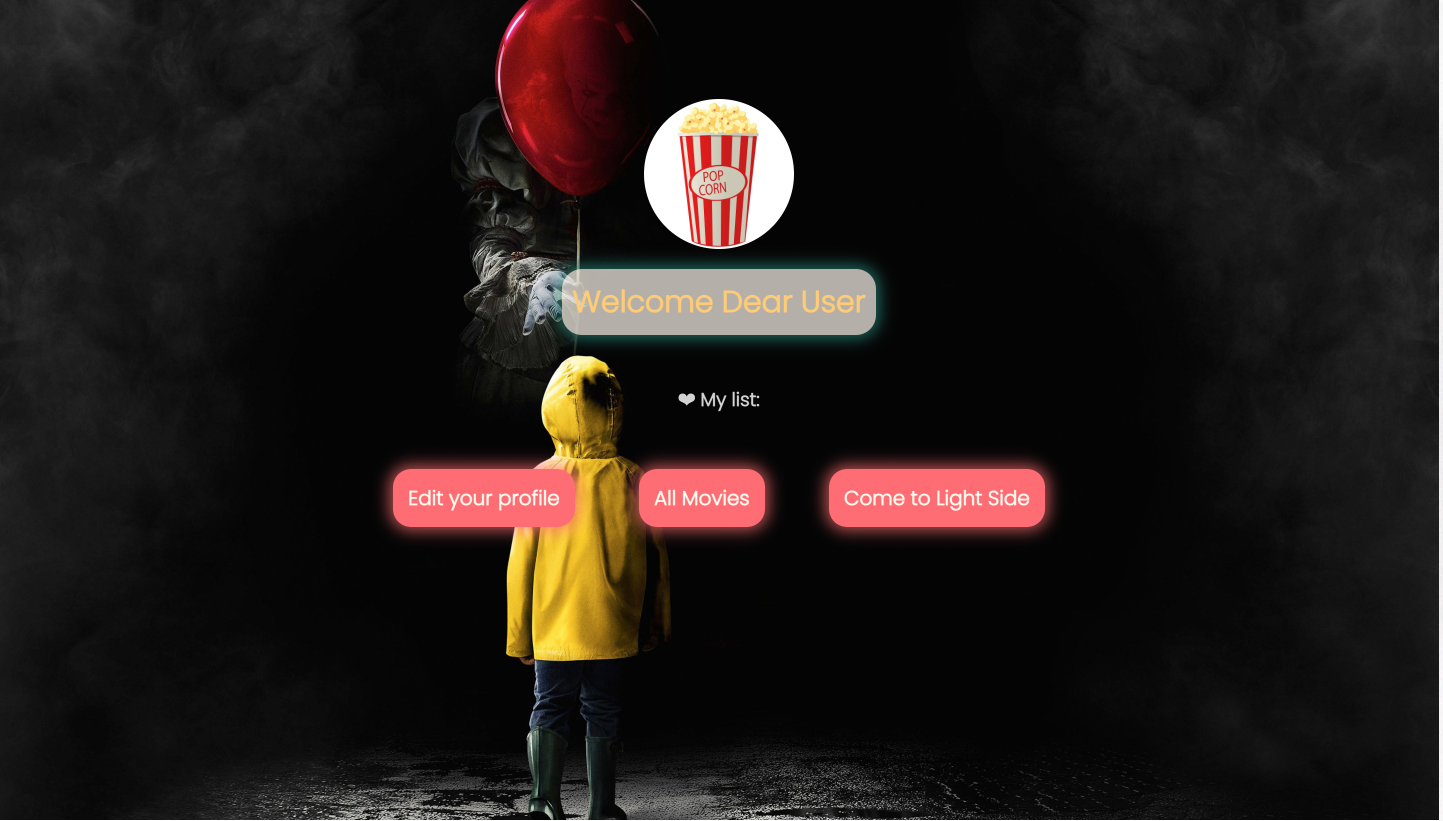 POP
CORN
Welcome Dear User
❤ My list:
Edit your profile
All Movies
Come to Light Side